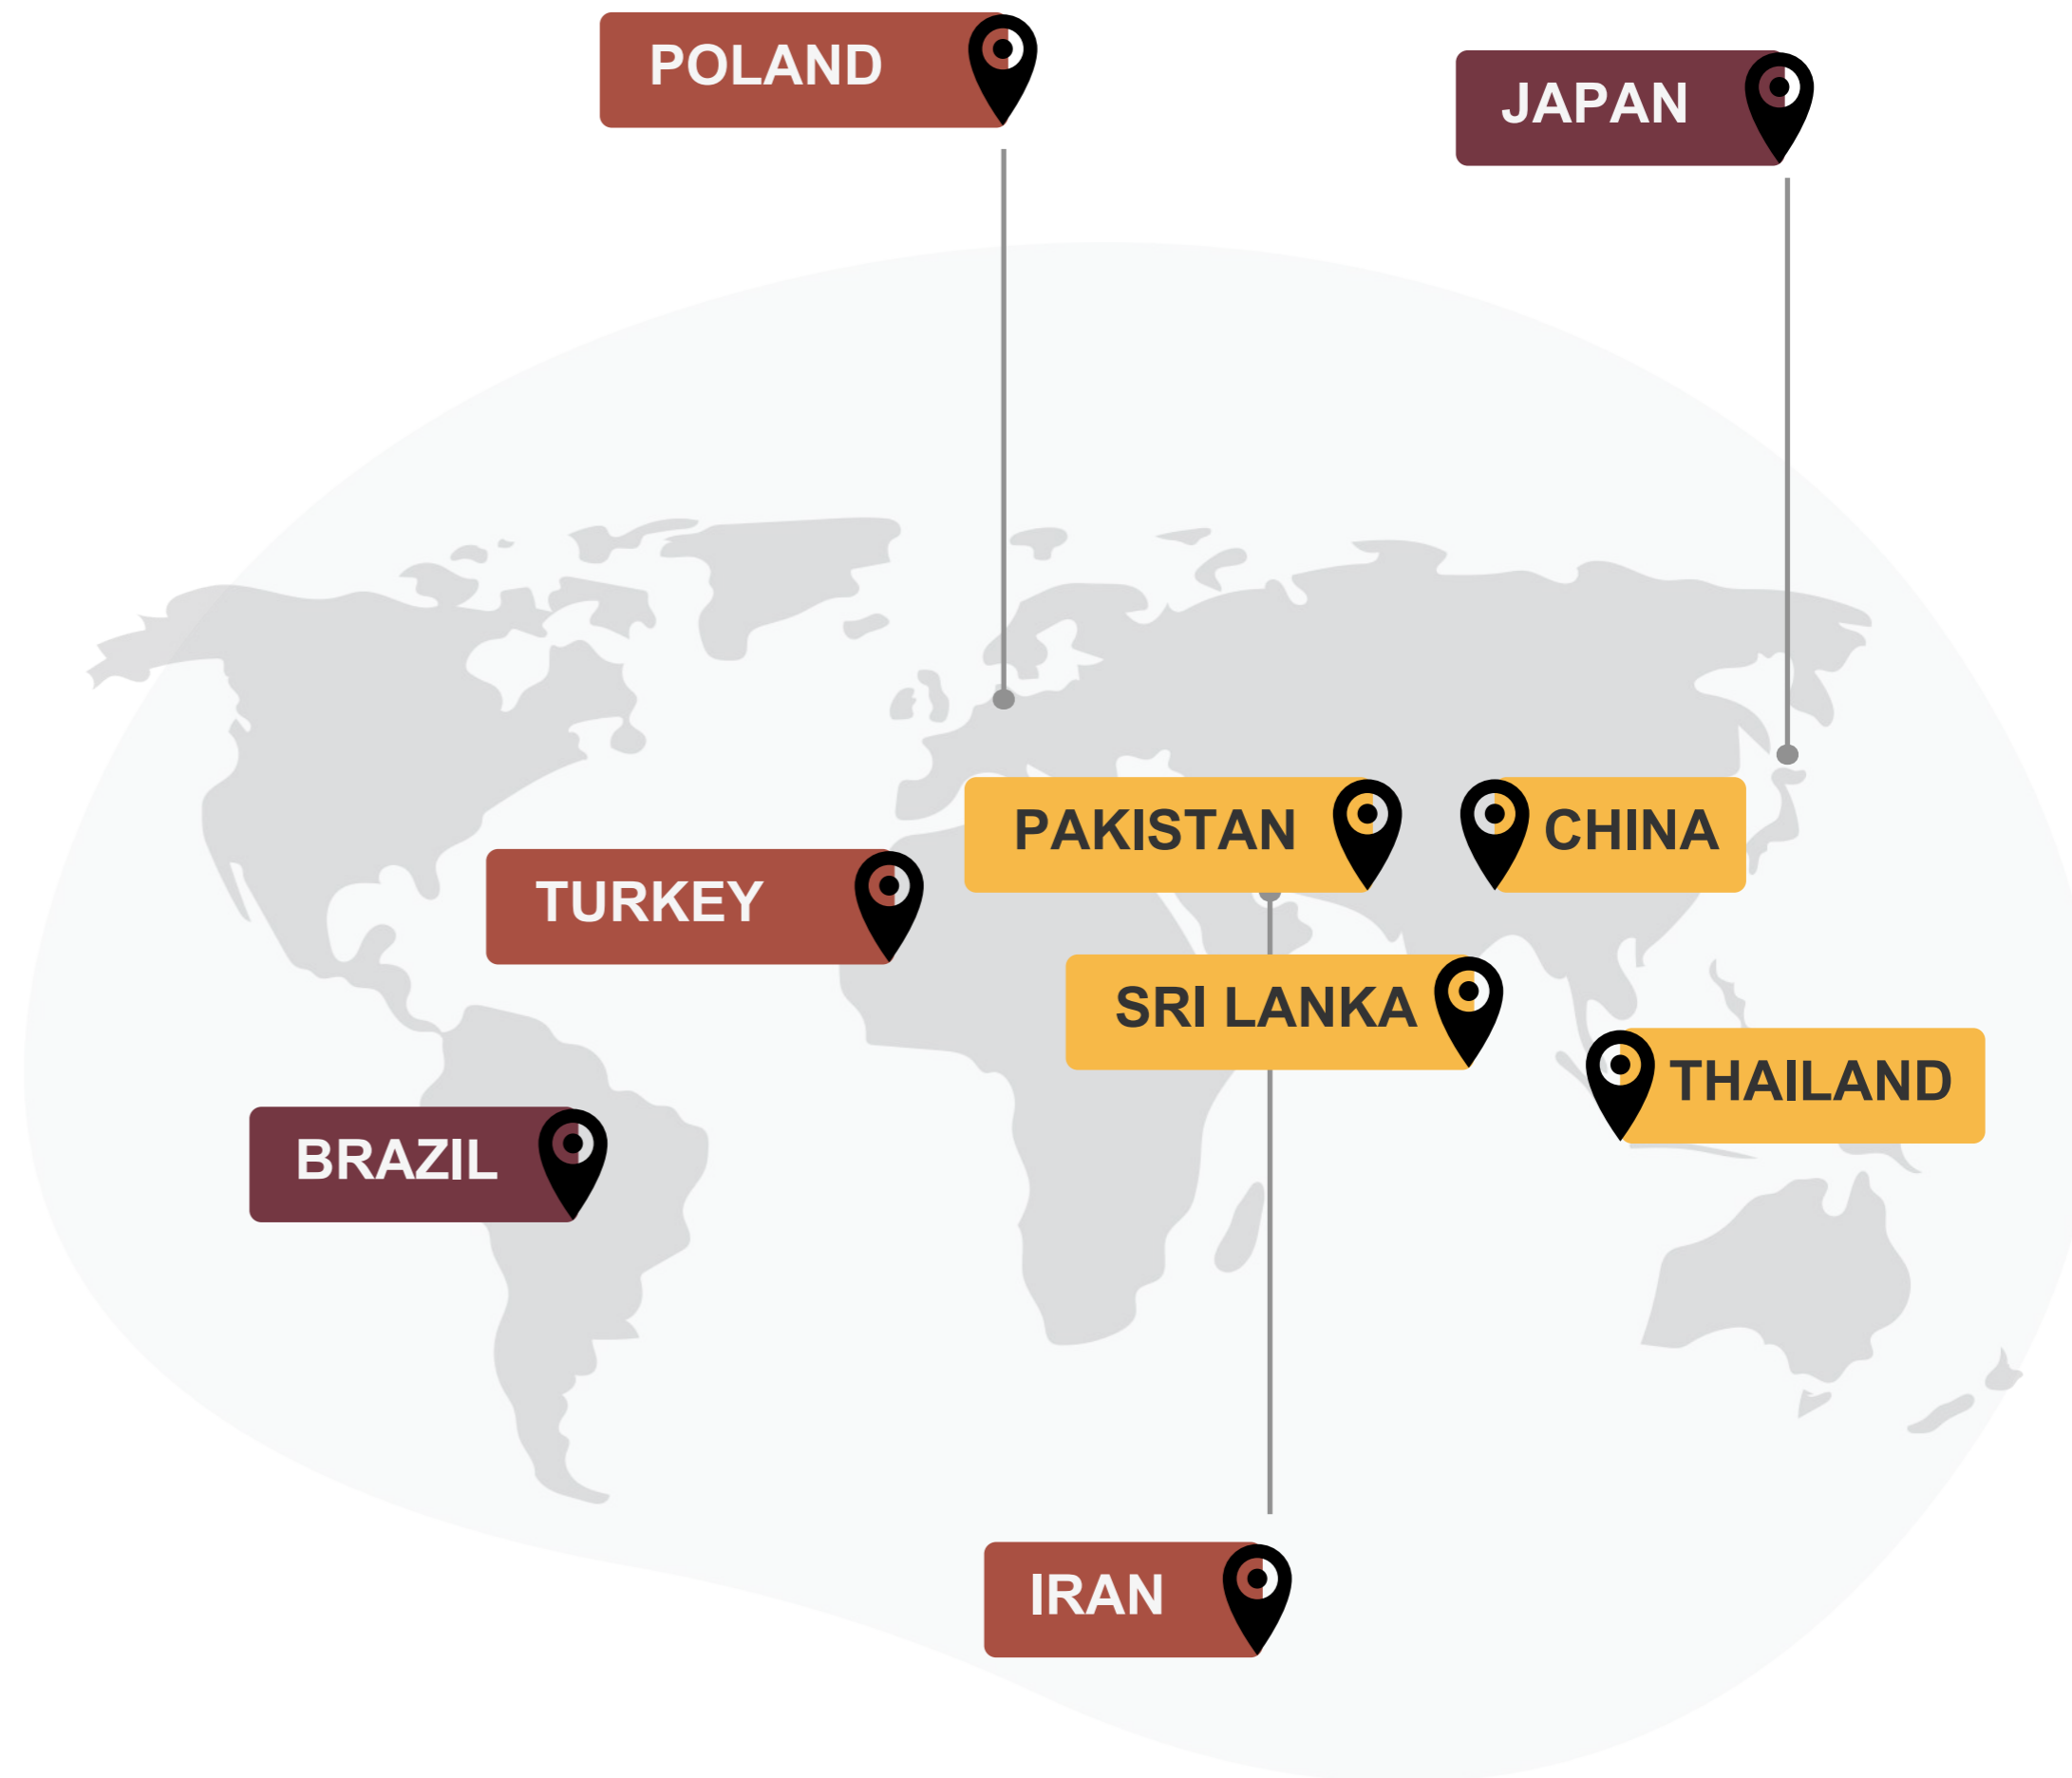 POLAND
JAPAN
PAKISTAN
CHINA
TURKEY
SRI LANKA
THAILAND
BRAZIL
IRAN